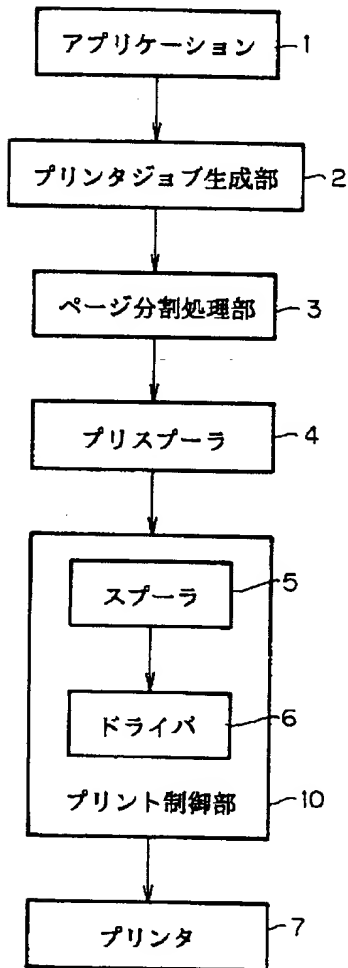 アプリケーション 1
プリンタジョブ生成部 2
ページ分割処理部 3
プリスプーラ 4
スプーラ 5
ドライバ 6
プリント制御部 10
プリンタ 7